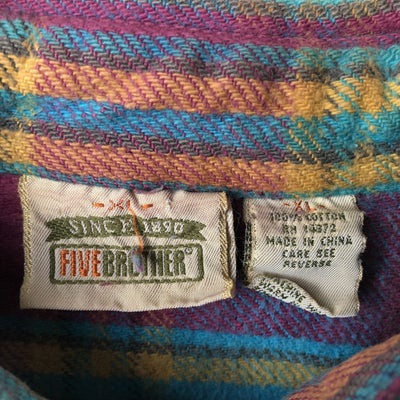 -XL-
SINCE 1890
FIVE BROTHER
-XL-
100% COTTON
RN 14372
MADE IN CHINA
CARE SEE
REVERSE